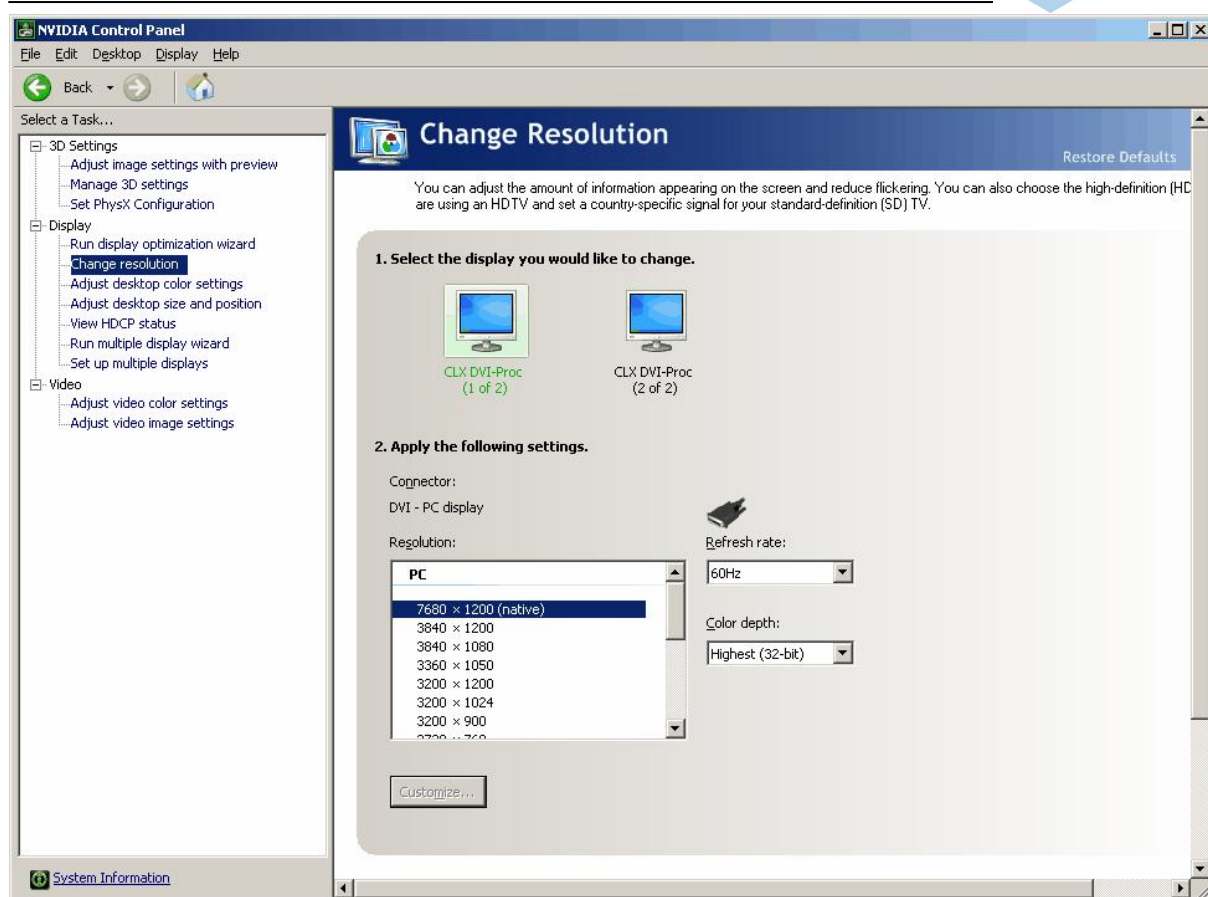 NVIDIA Control Panel
File Edit Desktop Display Help
Back
Select a Task...
3D Settings
Adjust image settings with preview
Manage 3D settings
Set PhysX Configuration
Display
Run display optimization wizard
Change resolution
Adjust desktop color settings
Adjust desktop size and position
View HDCP status
Run multiple display wizard
Set up multiple displays
Video
Adjust video color settings
Adjust video image settings
System Information
Change Resolution
Restore Defaults
You can adjust the amount of information appearing on the screen and reduce flickering. You can also choose the high-definition (HD
are using an HDTV and set a country-specific signal for your standard-definition (SD) TV.
1. Select the display you would like to change.
CLX DVI-Proc
(1 of 2)
CLX DVI-Proc
(2 of 2)
2. Apply the following settings.
Connector:
DVI - PC display
Resolution:
PC
7680 × 1200 (native)
3840 × 1200
3840 × 1080
3360 × 1050
3200 × 1200
3200 × 1024
3200 × 900
Refresh rate:
60Hz
Color depth:
Highest (32-bit)
Customize...